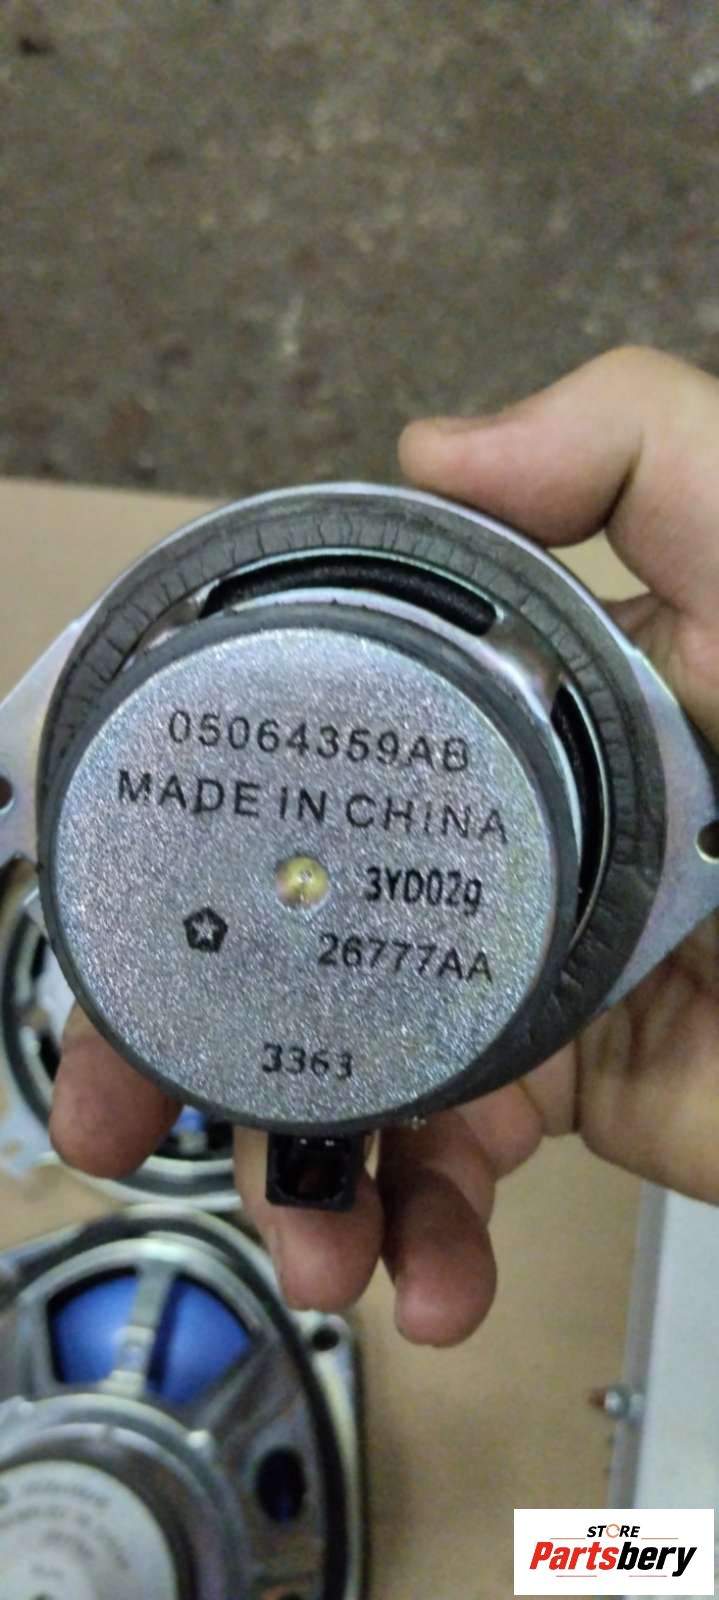 05064359AB
MADE IN CHINA
3YD02g
26777AA
3363
STORE
Partsbery